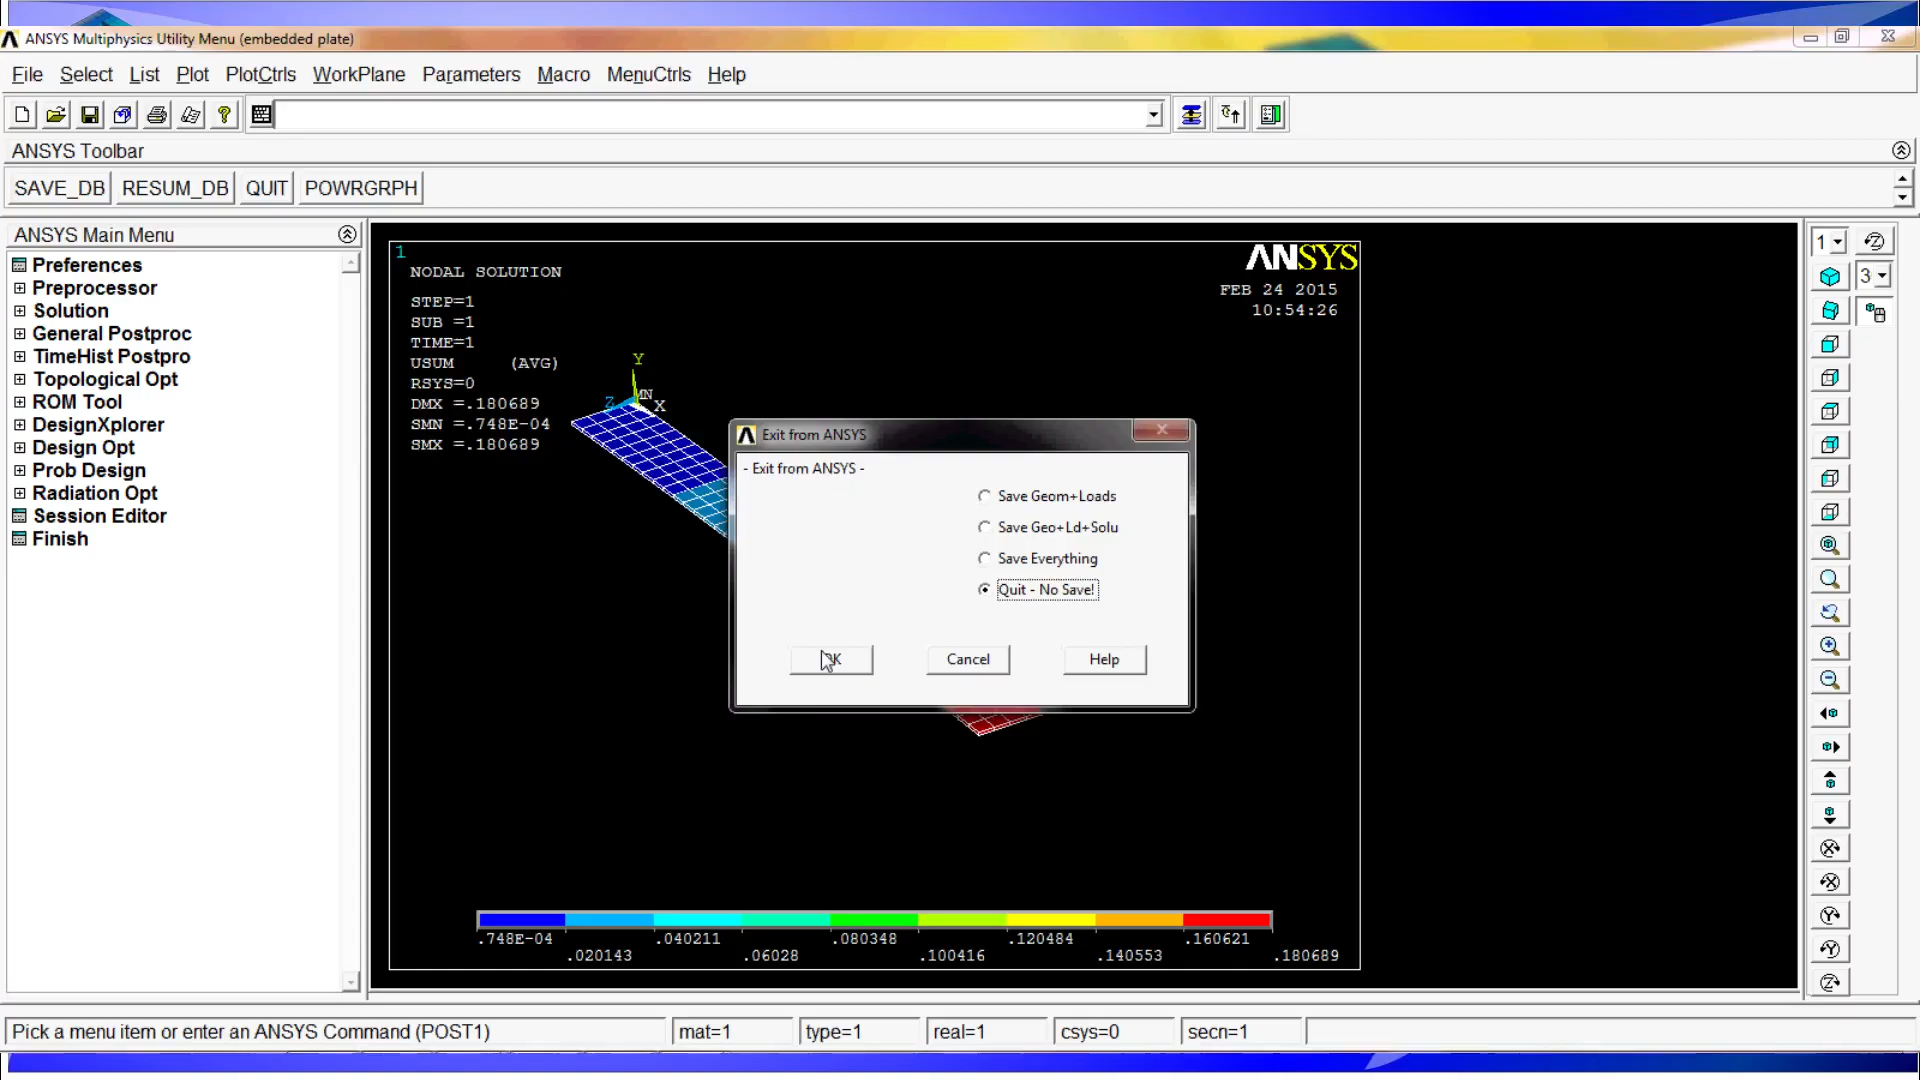 ANSYS Multiphysics Utility Menu (embedded plate)
File Select List Plot PlotCtrls WorkPlane Parameters Macro MenuCtrls Help
ANSYS Toolbar
SAVE_DB RESUM_DB QUIT POWRGRPH
ANSYS Main Menu
Preferences
Preprocessor
Solution
General Postproc
TimeHist Postpro
Topological Opt
ROM Tool
DesignXplorer
Design Opt
Prob Design
Radiation Opt
Session Editor
Finish
1
NODAL SOLUTION
STEP=1
SUB =1
TIME=1
USUM (AVG)
RSYS=0
DMX =.180689
SMN =.748E-04
SMX =.180689
ANSYS
FEB 24 2015
10:54:26
Y
Z MN X
Exit from ANSYS
- Exit from ANSYS -
Save Geom+Loads
Save Geo+Ld+Solu
Save Everything
Quit - No Save!
OK Cancel Help
.748E-04 .040211 .080348 .120484 .160621
.020143 .06028 .100416 .140553 .180689
1
3
Pick a menu item or enter an ANSYS Command (POST1) mat=1 type=1 real=1 csys=0 secn=1